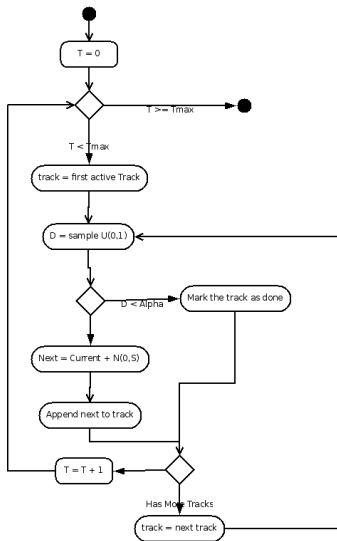 T = 0
T >= Tmax
T < Tmax
track = first active Track
D = sample U(0,1)
D < Alpha
Mark the track as done
Next = Current + N(0,S)
Append next to track
T = T + 1
Has More Tracks
track = next track